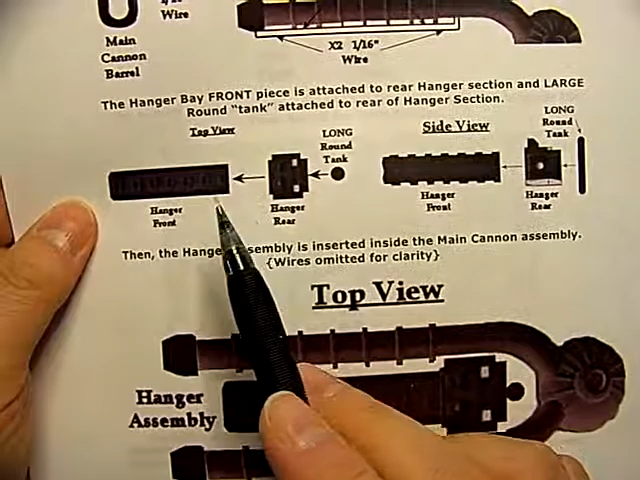 Wire
Main
Cannon
Barrel
X2 1/16"
Wire
The Hanger Bay FRONT piece is attached to rear Hanger section and LARGE
Round "tank" attached to rear of Hanger Section.
Top View
LONG
Round
Tank
Side View
LONG
Round
Tank
Hanger
Front
Hanger
Rear
Hanger
Front
Hanger
Rear
Then, the Hange sembly is inserted inside the Main Cannon assembly.
{Wires omitted for clarity}
Top View
Hanger
Assembly